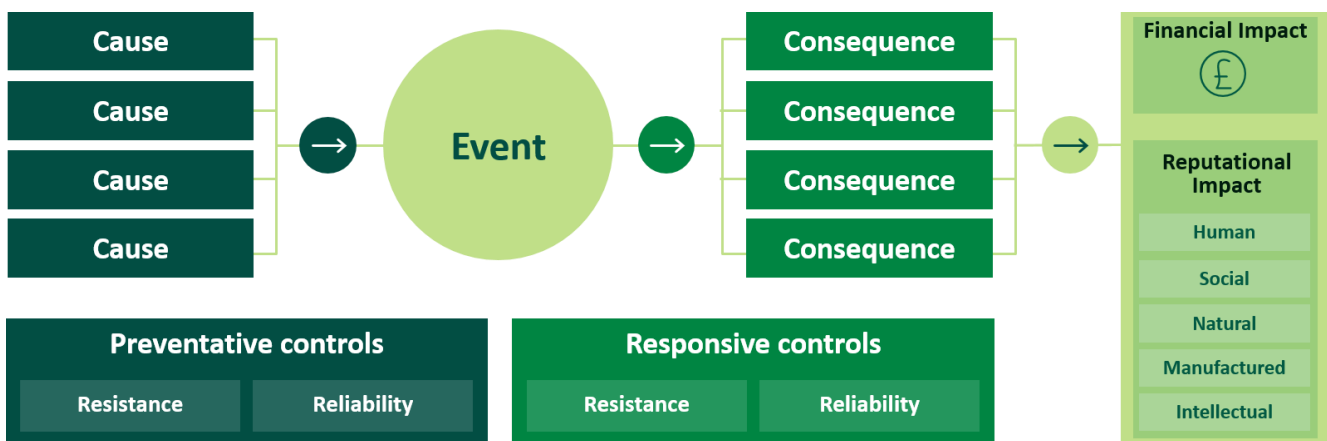 Cause
Cause
Cause
Cause
Event
Consequence
Consequence
Consequence
Consequence
Financial Impact
£
Reputational
Impact
Human
Social
Natural
Manufactured
Intellectual
Preventative controls
Resistance
Reliability
Responsive controls
Resistance
Reliability